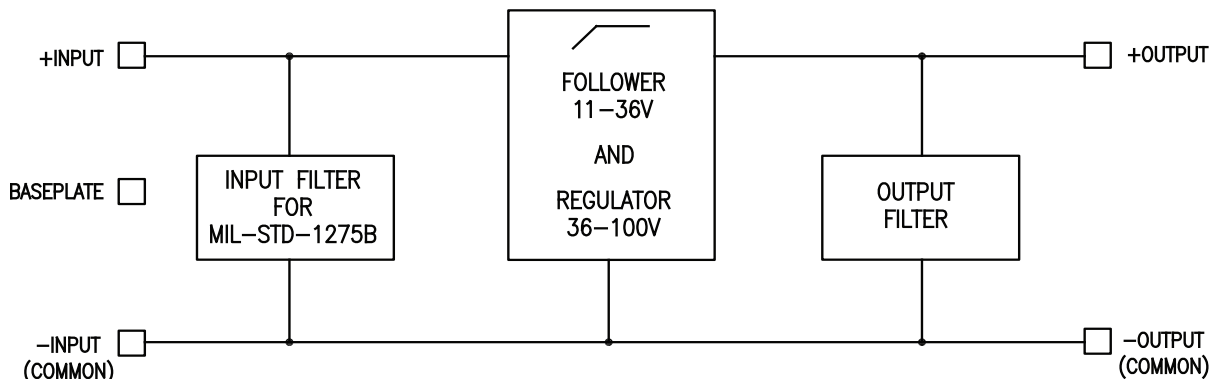 +INPUT
BASEPLATE
−INPUT
(COMMON)
INPUT FILTER
FOR
MIL−STD−1275B
FOLLOWER
11−36V
AND
REGULATOR
36−100V
OUTPUT
FILTER
+OUTPUT
−OUTPUT
(COMMON)